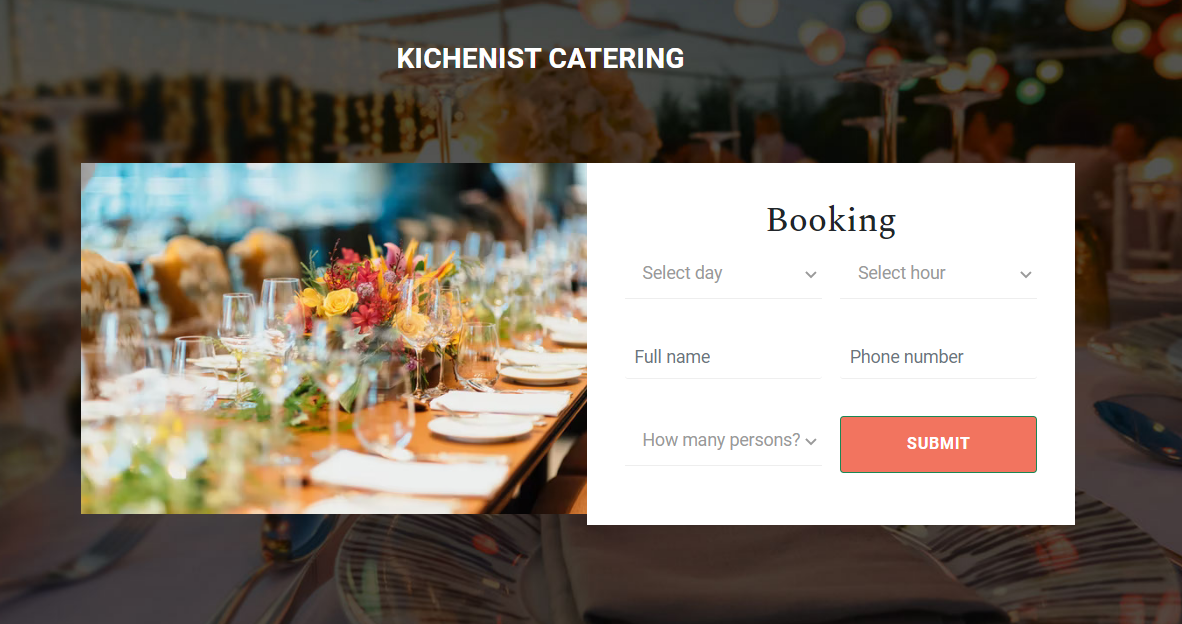 KICHENIST CATERING
Booking
Select day Select hour
Full name Phone number
How many persons? SUBMIT